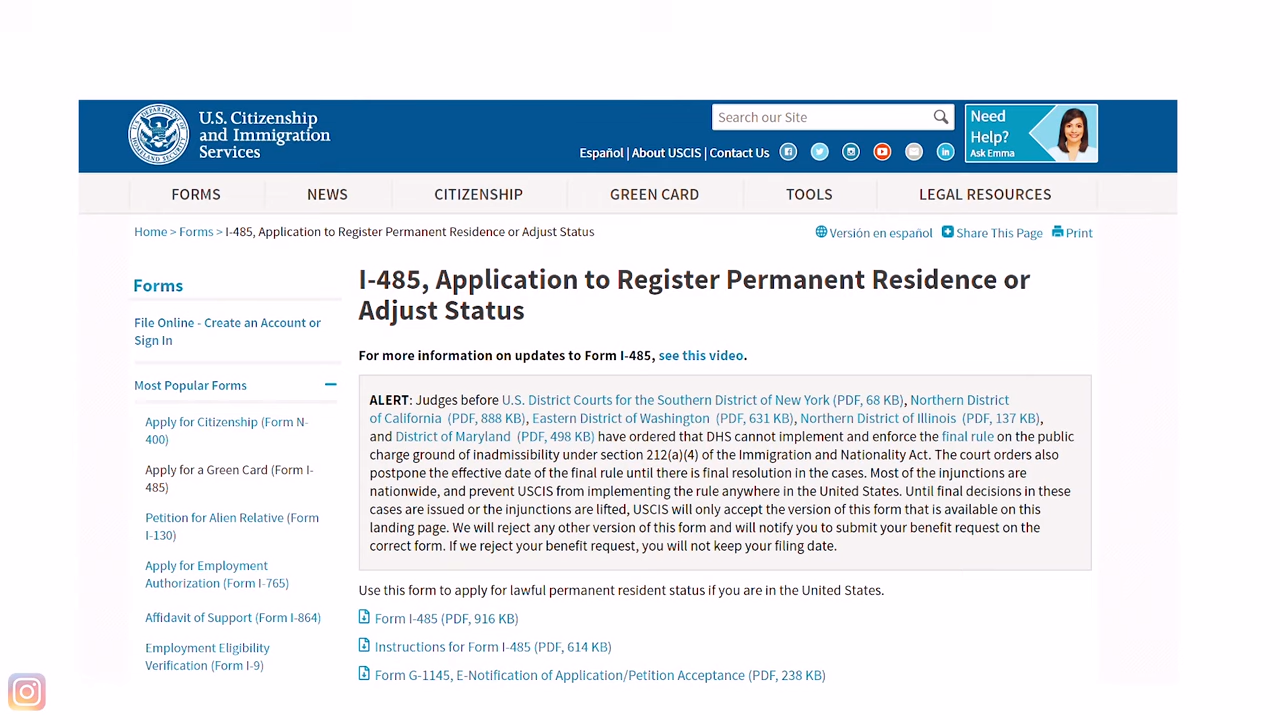 U.S. Citizenship
and Immigration
Services
Search our Site
Need
Help?
Ask Emma
Español | About USCIS | Contact Us
FORMS NEWS CITIZENSHIP GREEN CARD TOOLS LEGAL RESOURCES
Home > Forms > I-485, Application to Register Permanent Residence or Adjust Status
Versión en español Share This Page Print
Forms
File Online - Create an Account or
Sign In
Most Popular Forms
Apply for Citizenship (Form N-
400)
Apply for a Green Card (Form I-
485)
Petition for Alien Relative (Form
I-130)
Apply for Employment
Authorization (Form I-765)
Affidavit of Support (Form I-864)
Employment Eligibility
Verification (Form I-9)
I-485, Application to Register Permanent Residence or
Adjust Status
For more information on updates to Form I-485, see this video.
ALERT: Judges before U.S. District Courts for the Southern District of New York (PDF, 68 KB), Northern District
of California (PDF, 888 KB), Eastern District of Washington (PDF, 631 KB), Northern District of Illinois (PDF, 137 KB),
and District of Maryland (PDF, 498 KB) have ordered that DHS cannot implement and enforce the final rule on the public
charge ground of inadmissibility under section 212(a)(4) of the Immigration and Nationality Act. The court orders also
postpone the effective date of the final rule until there is final resolution in the cases. Most of the injunctions are
nationwide, and prevent USCIS from implementing the rule anywhere in the United States. Until final decisions in these
cases are issued or the injunctions are lifted, USCIS will only accept the version of this form that is available on this
landing page. We will reject any other version of this form and will notify you to submit your benefit request on the
correct form. If we reject your benefit request, you will not keep your filing date.
Use this form to apply for lawful permanent resident status if you are in the United States.
Form I-485 (PDF, 916 KB)
Instructions for Form I-485 (PDF, 614 KB)
Form G-1145, E-Notification of Application/Petition Acceptance (PDF, 238 KB)